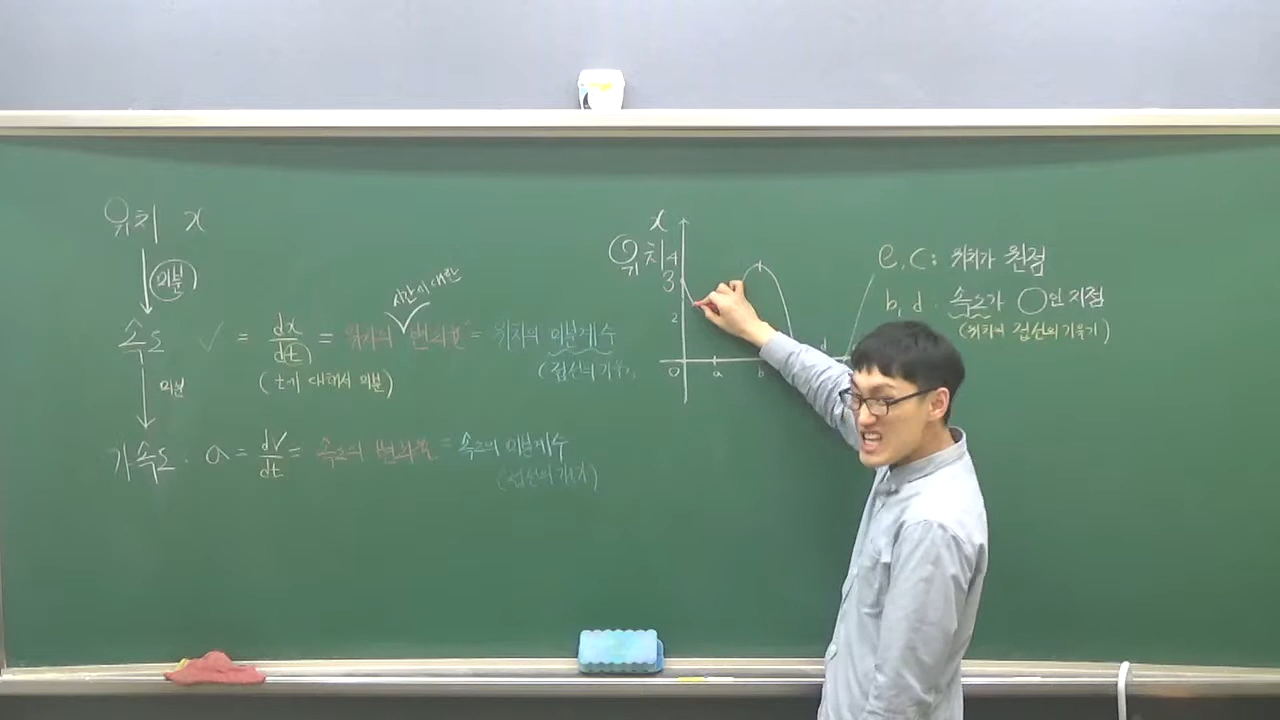 위치 x
미분
속도 = dx/dt = 위치의 변화율 = 위치의 미분계수
시간에 대한
(t에 대해서 미분)
(접선의 기울기
미분
가속도 . a = dv/dt = 속도의 변화율 = 속도의 미분계수
(접선의 기울기)
x
위치
4
3
2
0 a b d
e, c : 위치가 원점
b, d . 속도가 ○인 지점
(위치의 접선의 기울기)